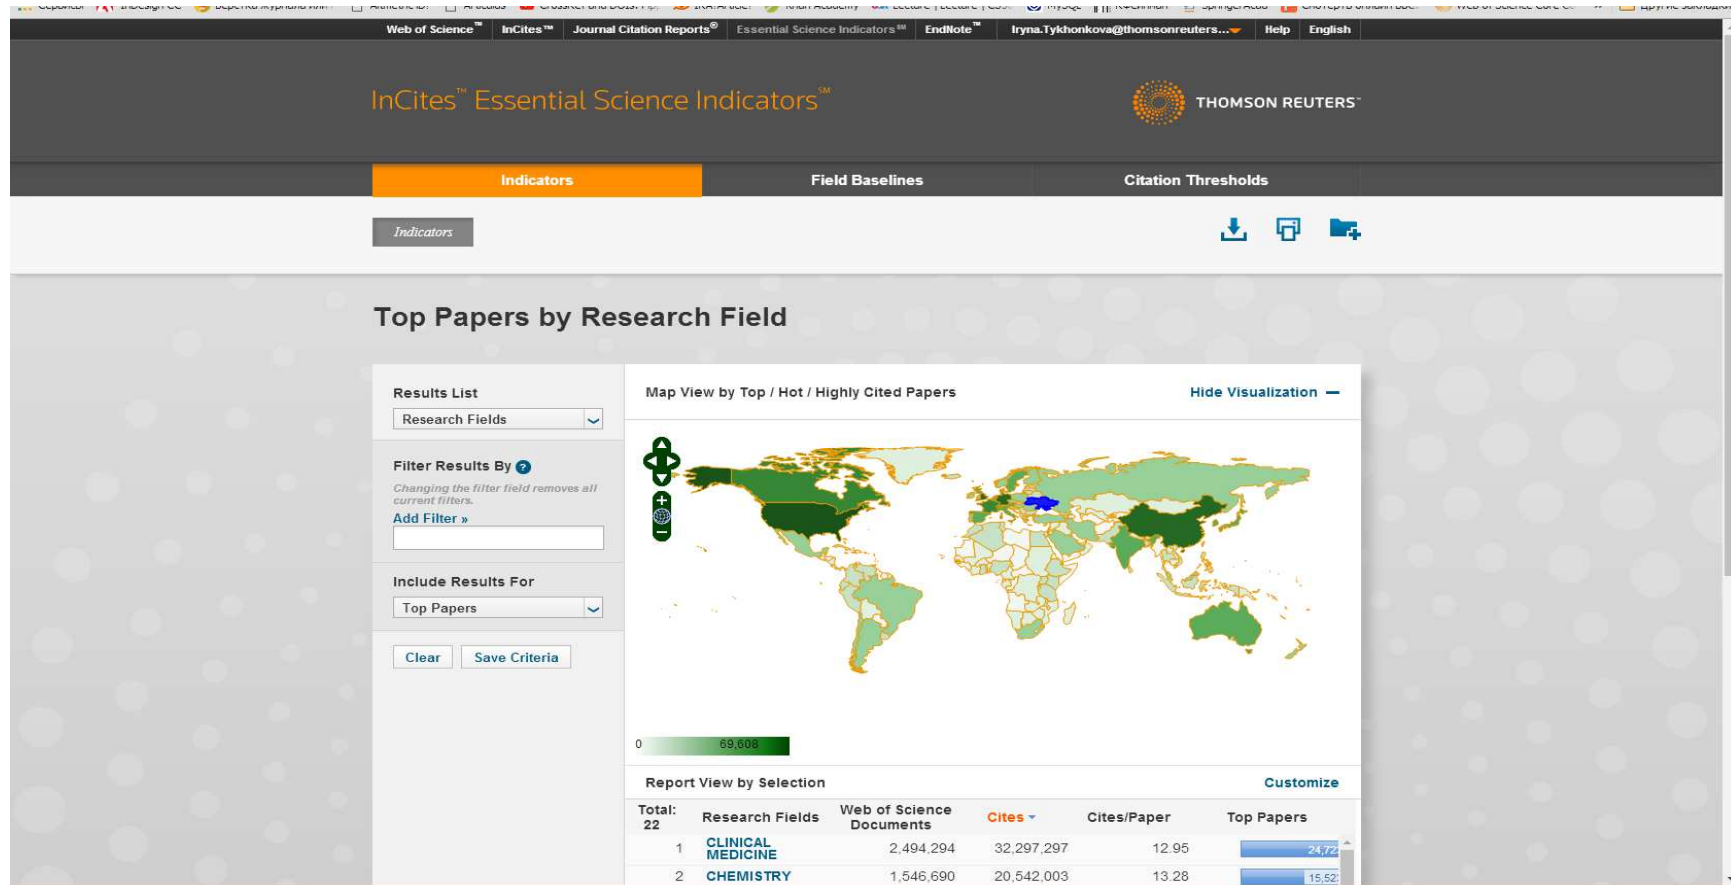 Web of Science™ InCites™ Journal Citation Reports® Essential Science Indicators℠ EndNote™ Iryna.Tykhonkova@thomsonreuters... Help English
InCites™ Essential Science Indicators℠
THOMSON REUTERS™
Indicators Field Baselines Citation Thresholds
Indicators
Top Papers by Research Field
Results List
Research Fields
Filter Results By ?
Changing the filter field removes all
current filters.
Add Filter »
Include Results For
Top Papers
Clear Save Criteria
Map View by Top / Hot / Highly Cited Papers Hide Visualization –
+
–
0 69,608
Report View by Selection Customize
Total: 22 Research Fields Web of Science Documents Cites Cites/Paper Top Papers
1 CLINICAL MEDICINE 2,494,294 32,297,297 12.95
2 CHEMISTRY 1,546,690 20,542,003 13.28